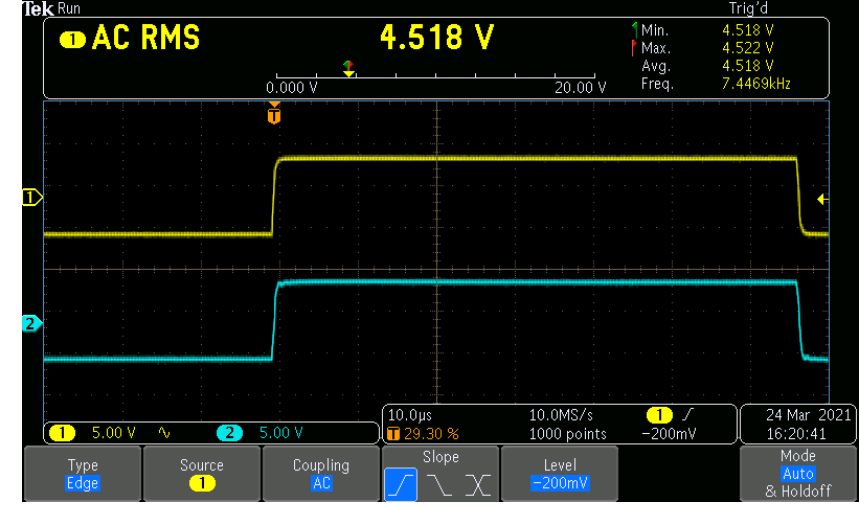 Tek Run Trig'd
1 AC RMS 4.518 V
Min. 4.518 V
Max. 4.522 V
Avg. 4.518 V
Freq. 7.4469kHz
0.000 V 20.00 V
T
1
2
1 5.00 V 2 5.00 V
10.0µs 10.0MS/s 1
T 29.30 % 1000 points -200mV
24 Mar 2021
16:20:41
Type
Edge
Source
1
Coupling
AC
Slope
Level
-200mV
Mode
Auto
& Holdoff